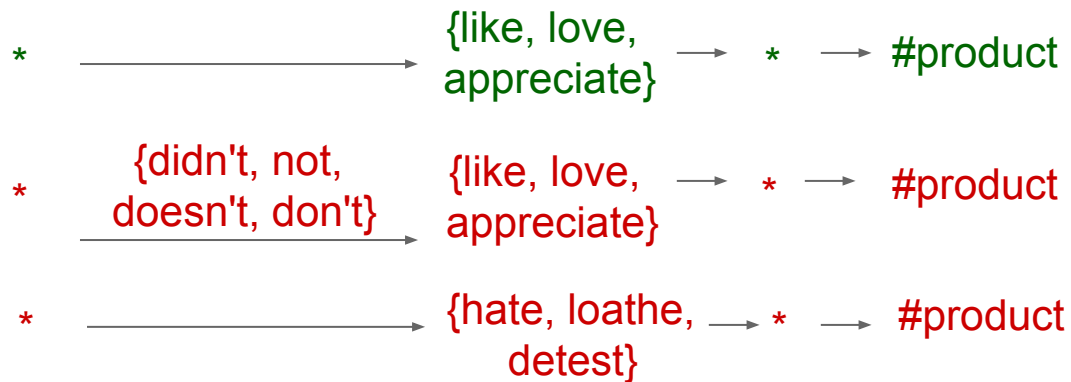 * {like, love, * #product
appreciate}
{didn't, not, {like, love,
* doesn't, don't} appreciate} * #product
* {hate, loathe, * #product
detest}